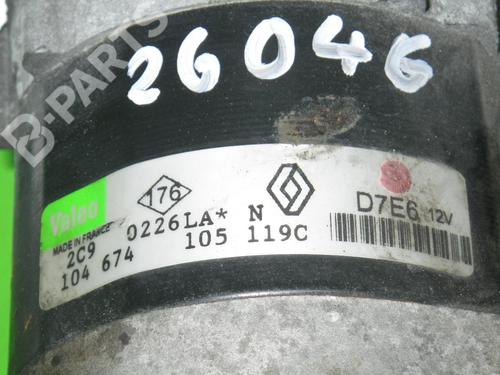 26046
B-PARTS
Valeo
MADE IN FRANCE
176
D7E6 12V
2C9 0226LA* N
104 674 105 119C